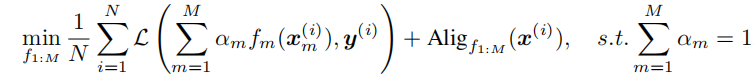 \min_{f_{1:M}} \frac{1}{N} \sum_{i=1}^{N} \mathcal{L} \left( \sum_{m=1}^{M} \alpha_m f_m(\boldsymbol{x}_m^{(i)}), \boldsymbol{y}^{(i)} \right) + \text{Alig}_{f_{1:M}}(\boldsymbol{x}^{(i)}), \quad s.t. \sum_{m=1}^{M} \alpha_m = 1